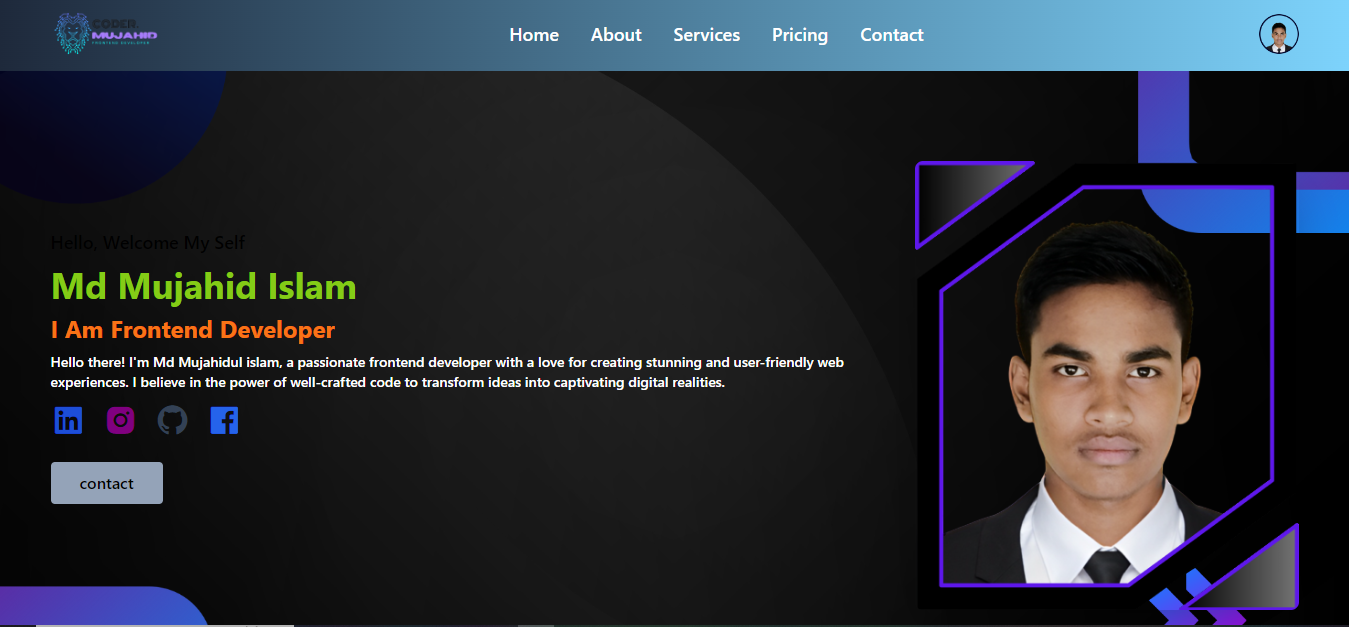 CODER.
MUJAHID
FRONTEND DEVELOPER
Home About Services Pricing Contact
Hello, Welcome My Self
Md Mujahid Islam
I Am Frontend Developer
Hello there! I'm Md Mujahidul islam, a passionate frontend developer with a love for creating stunning and user-friendly web
experiences. I believe in the power of well-crafted code to transform ideas into captivating digital realities.
contact